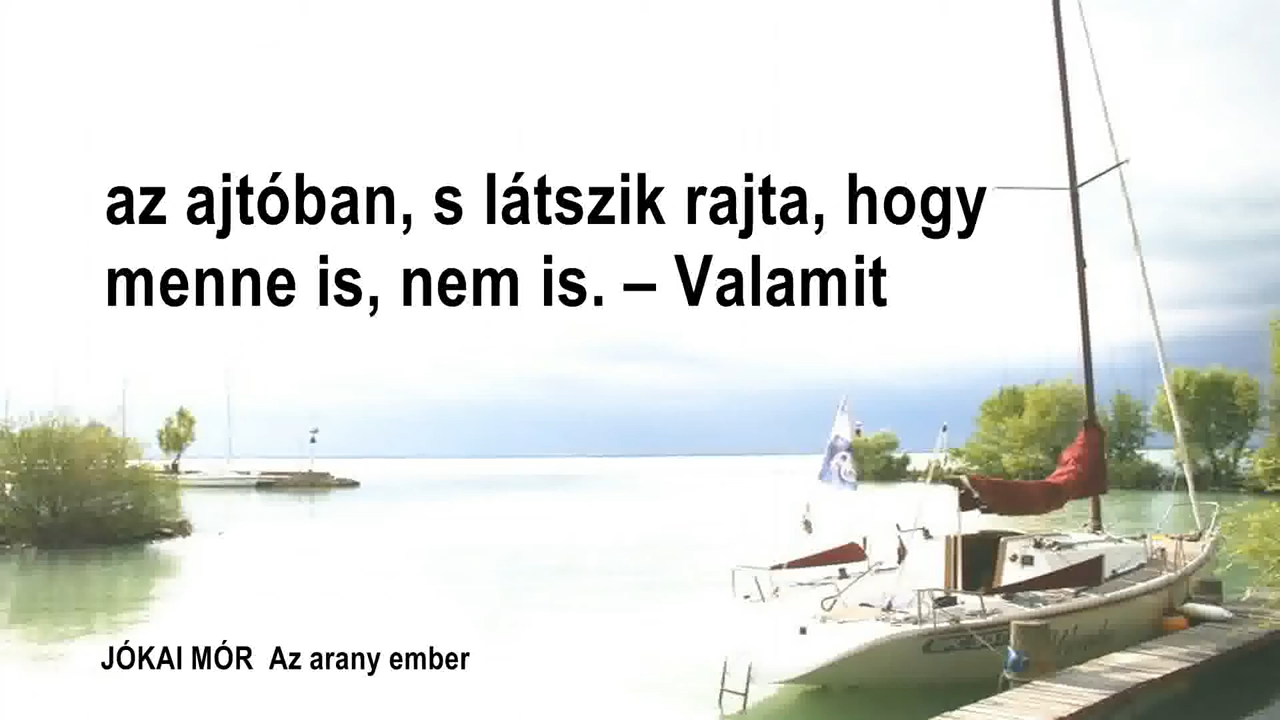 az ajtóban, s látszik rajta, hogy
menne is, nem is. – Valamit
JÓKAI MÓR  Az arany ember